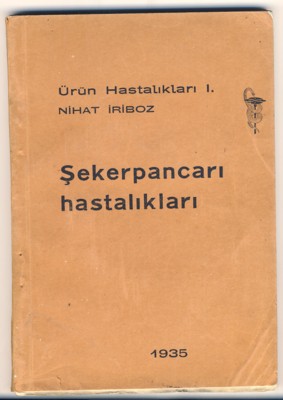 Ürün Hastalıkları I.
NİHAT İRİBOZ
Şekerpancarı
hastalıkları
1935